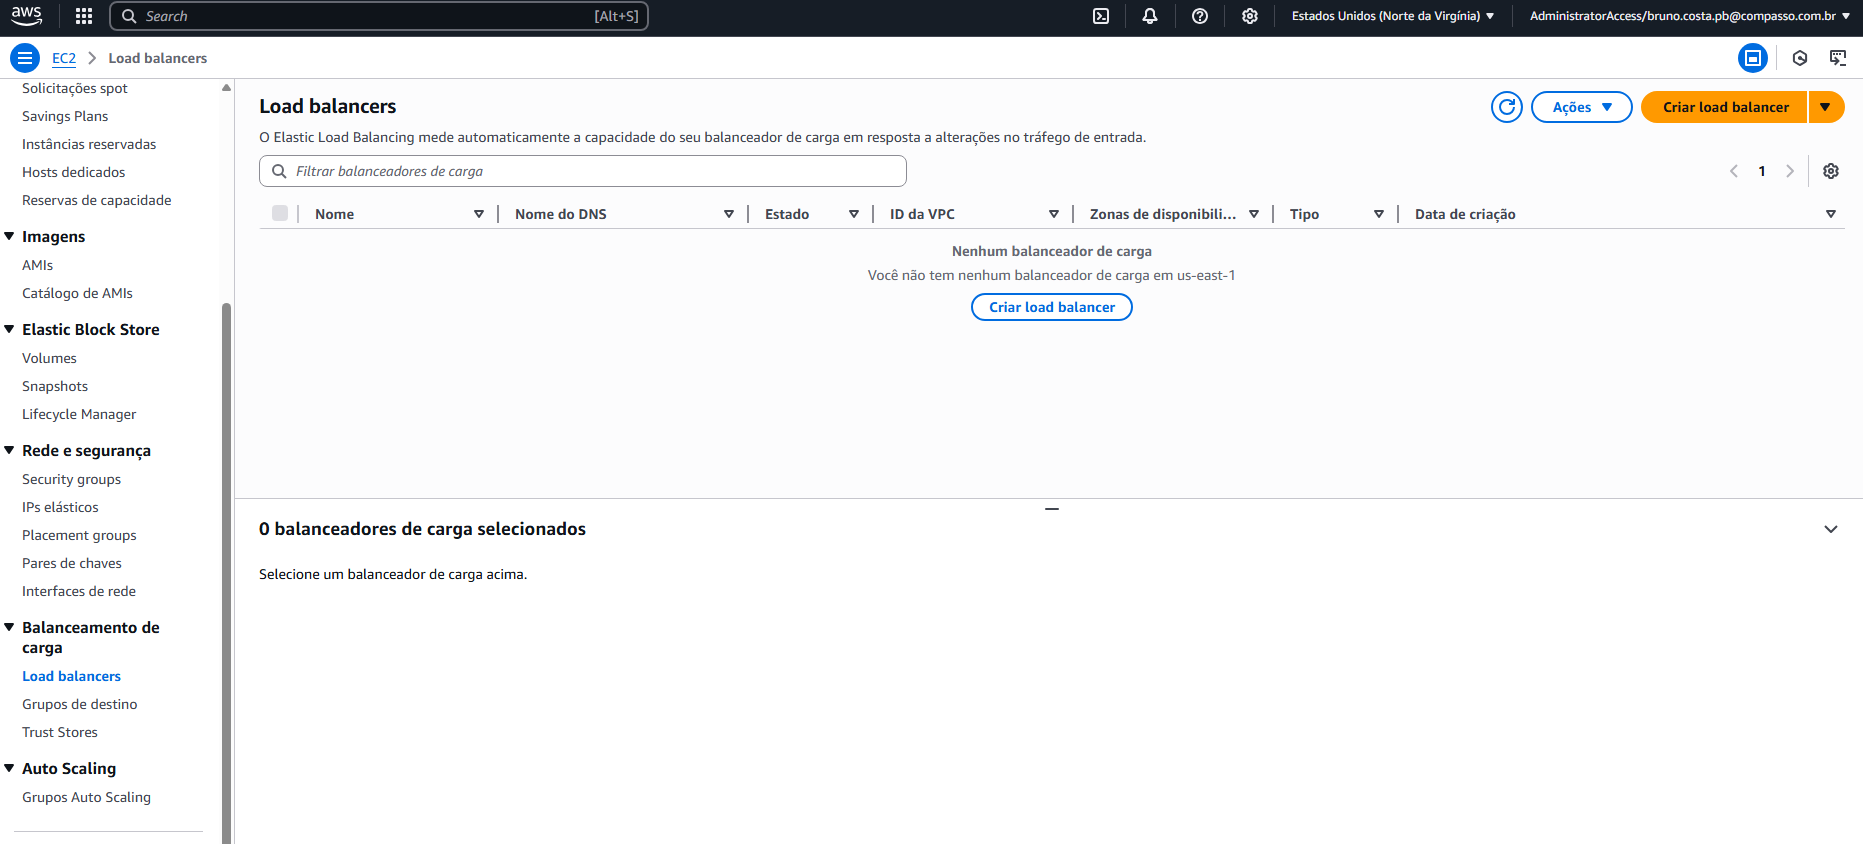 aws
Search
[Alt+S]
Estados Unidos (Norte da Virgínia)
AdministratorAccess/bruno.costa.pb@compasso.com.br
EC2
Load balancers
Solicitações spot
Savings Plans
Instâncias reservadas
Hosts dedicados
Reservas de capacidade
Imagens
AMIs
Catálogo de AMIs
Elastic Block Store
Volumes
Snapshots
Lifecycle Manager
Rede e segurança
Security groups
IPs elásticos
Placement groups
Pares de chaves
Interfaces de rede
Balanceamento de
carga
Load balancers
Grupos de destino
Trust Stores
Auto Scaling
Grupos Auto Scaling
Load balancers
Ações
Criar load balancer
O Elastic Load Balancing mede automaticamente a capacidade do seu balanceador de carga em resposta a alterações no tráfego de entrada.
Filtrar balanceadores de carga
1
Nome
Nome do DNS
Estado
ID da VPC
Zonas de disponibili...
Tipo
Data de criação
Nenhum balanceador de carga
Você não tem nenhum balanceador de carga em us-east-1
Criar load balancer
0 balanceadores de carga selecionados
Selecione um balanceador de carga acima.